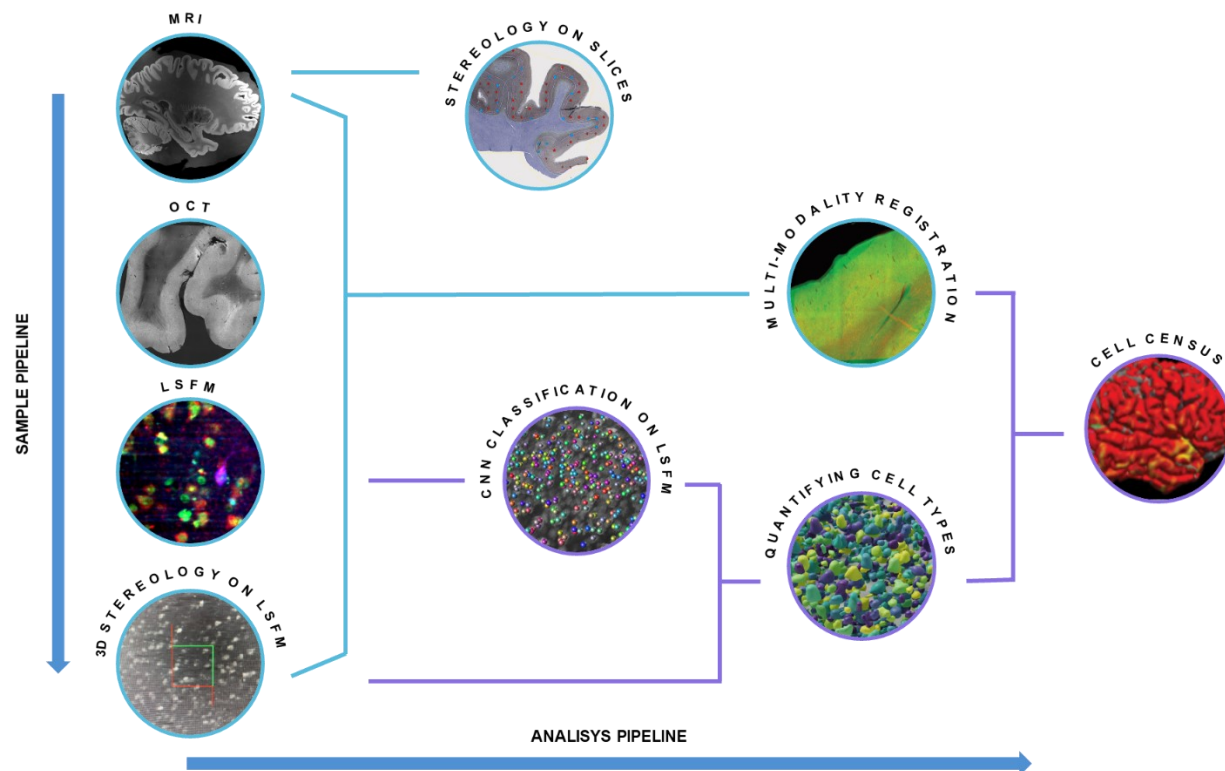 MRI
STEREOLOGY ON SLICES
OCT
MULTI-MODALITY REGISTRATION
SAMPLE PIPELINE
LSFM
CNN CLASSIFICATION ON LSFM
CELL CENSUS
QUANTIFYING CELL TYPES
3D STEREOLOGY ON LSFM
ANALISYS PIPELINE